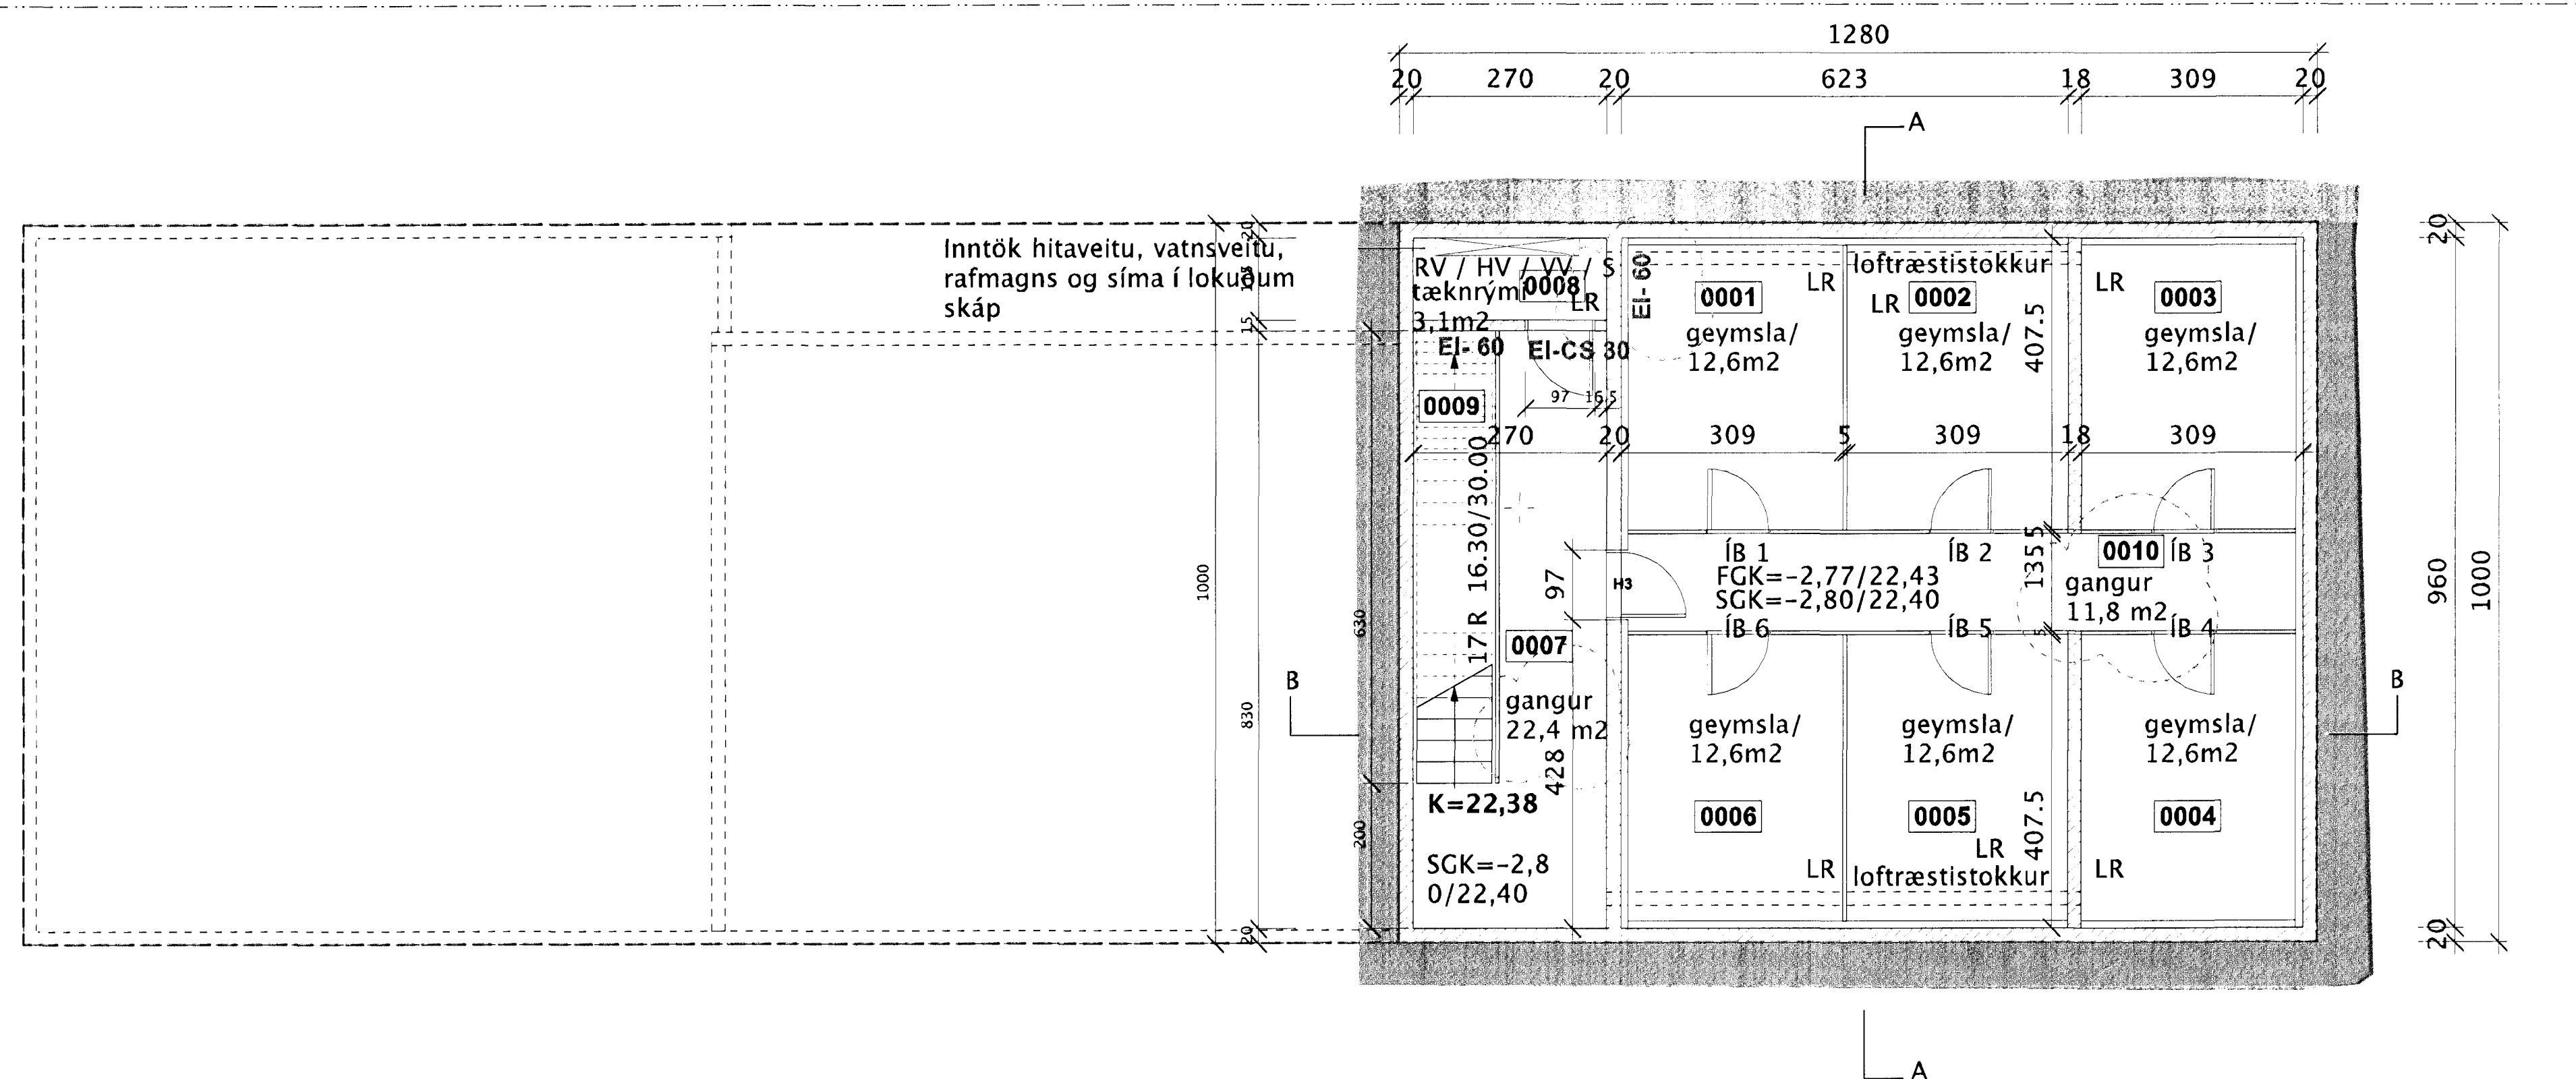 1280
20 270 20 623 18 309 20
A
Inntök hitaveitu, vatnsveitu,
rafmagns og síma í lokuðum
skáp
20
15
1000
830
20
630
200
RV / HV / VV / S
tæknrými
3,1m2
0008
LR
EI- 60
EI- 60
EI-CS 30
0009
97 16.5
270 20 309 5 309 18 309
17 R 16.30/30.00
LR
0001
geymsla/
12,6m2
loftræstistokkur
LR
0002
geymsla/
12,6m2
407.5
LR
0003
geymsla/
12,6m2
20
960
1000
20
ÍB 1
ÍB 2
ÍB 3
FGK=-2,77/22,43
SGK=-2,80/22,40
135
5
5
0010
gangur
11,8 m2
H3
97
ÍB 6
ÍB 5
ÍB 4
0007
gangur
22,4 m2
428
B
B
K=22,38
SGK=-2,8
0/22,40
geymsla/
12,6m2
0006
LR
geymsla/
12,6m2
0005
LR
loftræstistokkur
407.5
geymsla/
12,6m2
0004
LR
A